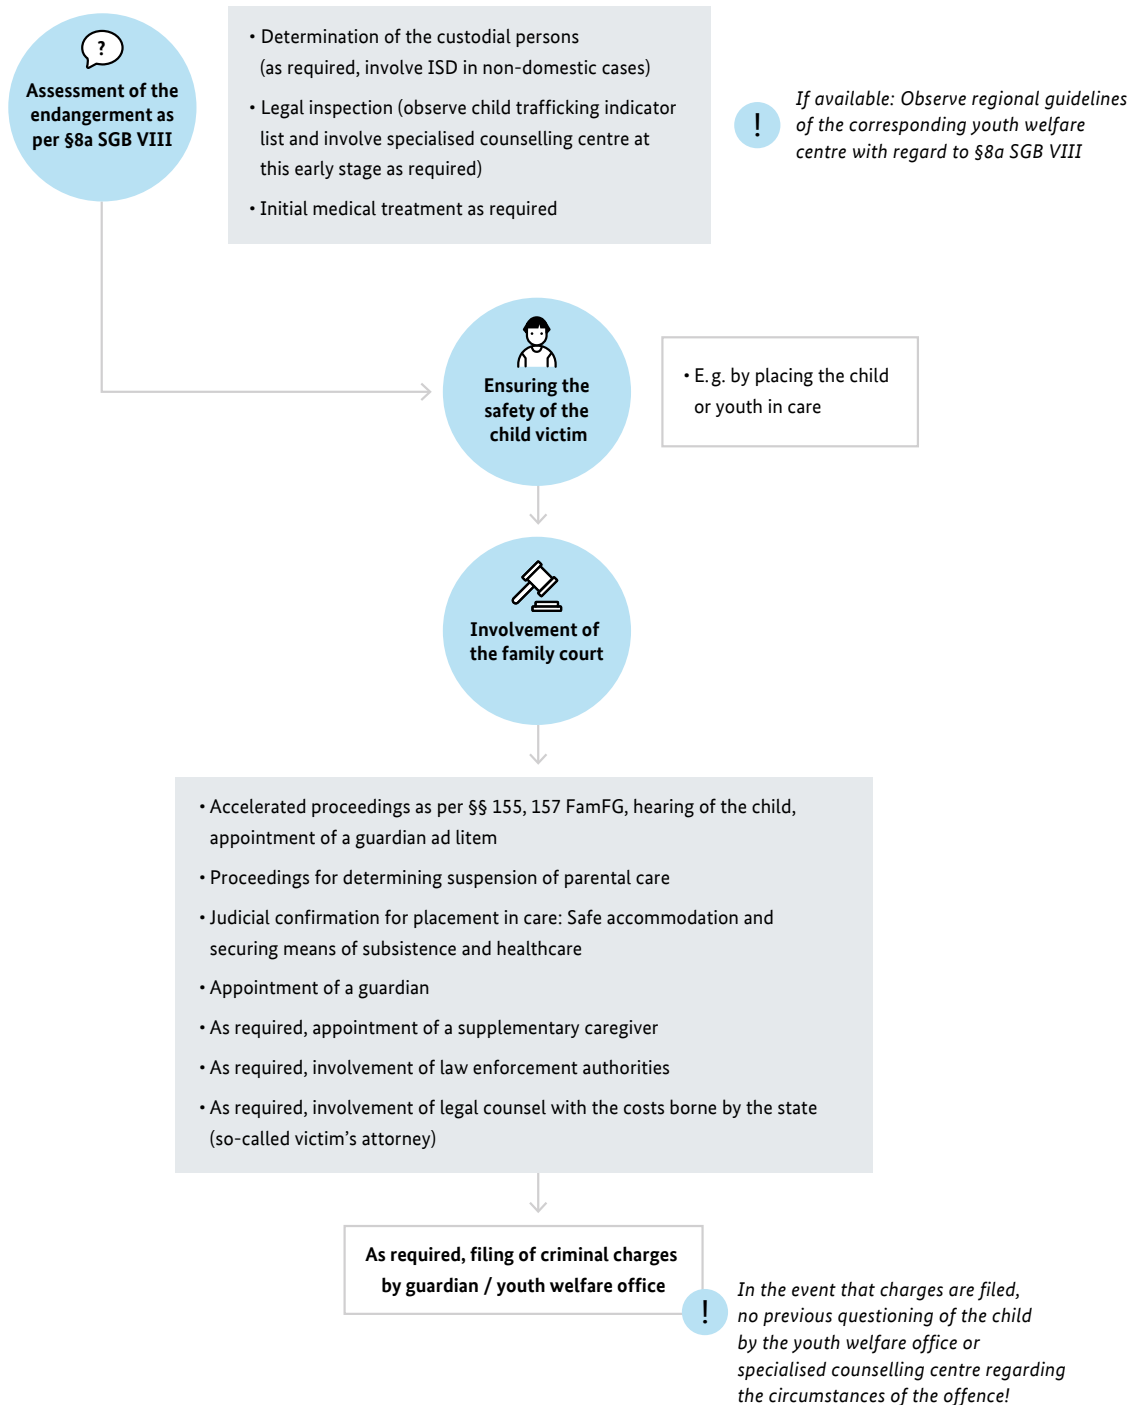 ?
Assessment of the
endangerment as
per §8a SGB VIII
• Determination of the custodial persons
(as required, involve ISD in non-domestic cases)
• Legal inspection (observe child trafficking indicator
list and involve specialised counselling centre at
this early stage as required)
• Initial medical treatment as required
!
If available: Observe regional guidelines
of the corresponding youth welfare
centre with regard to §8a SGB VIII
Ensuring the
safety of the
child victim
• E. g. by placing the child
or youth in care
Involvement of
the family court
• Accelerated proceedings as per §§ 155, 157 FamFG, hearing of the child,
appointment of a guardian ad litem
• Proceedings for determining suspension of parental care
• Judicial confirmation for placement in care: Safe accommodation and
securing means of subsistence and healthcare
• Appointment of a guardian
• As required, appointment of a supplementary caregiver
• As required, involvement of law enforcement authorities
• As required, involvement of legal counsel with the costs borne by the state
(so-called victim’s attorney)
As required, filing of criminal charges
by guardian / youth welfare office
!
In the event that charges are filed,
no previous questioning of the child
by the youth welfare office or
specialised counselling centre regarding
the circumstances of the offence!